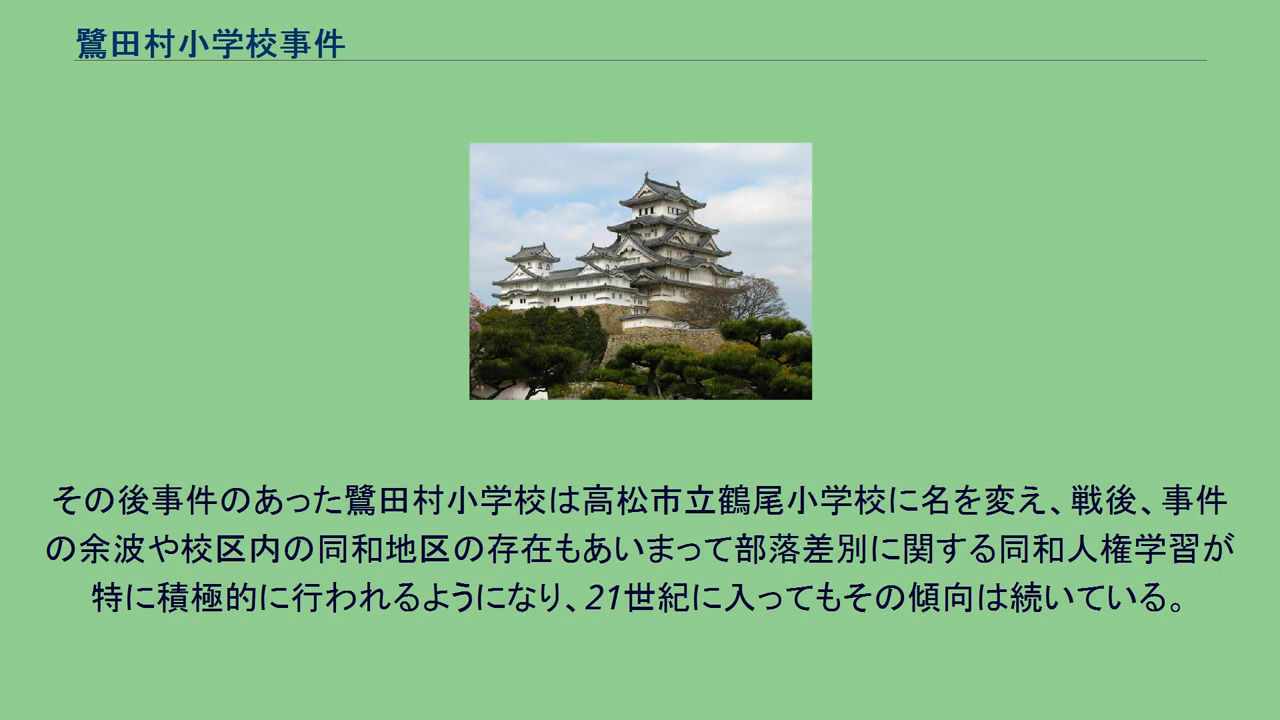 鷺田村小学校事件
その後事件のあった鷺田村小学校は高松市立鶴尾小学校に名を変え、戦後、事件
の余波や校区内の同和地区の存在もあいまって部落差別に関する同和人権学習が
特に積極的に行われるようになり、21世紀に入ってもその傾向は続いている。